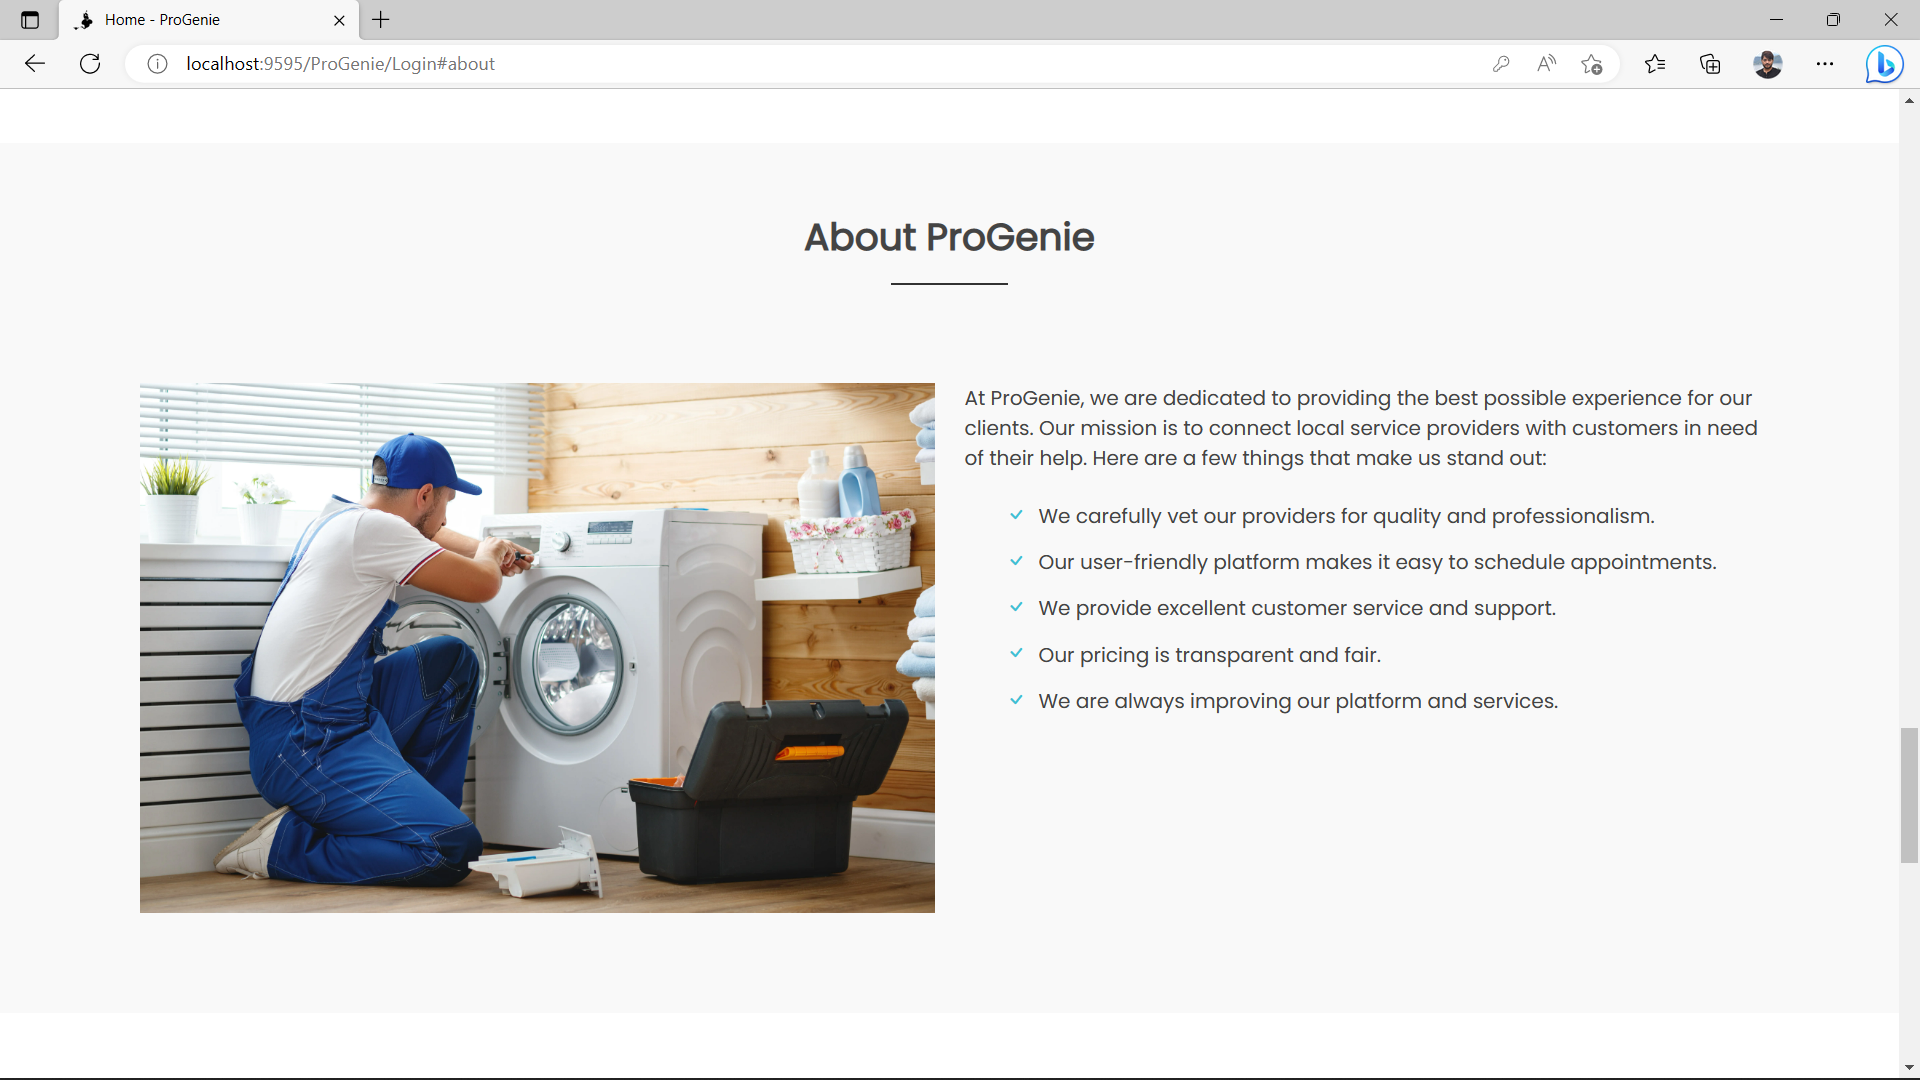 Home - ProGenie
localhost:9595/ProGenie/Login#about
About ProGenie
At ProGenie, we are dedicated to providing the best possible experience for our
clients. Our mission is to connect local service providers with customers in need
of their help. Here are a few things that make us stand out:
We carefully vet our providers for quality and professionalism.
Our user-friendly platform makes it easy to schedule appointments.
We provide excellent customer service and support.
Our pricing is transparent and fair.
We are always improving our platform and services.